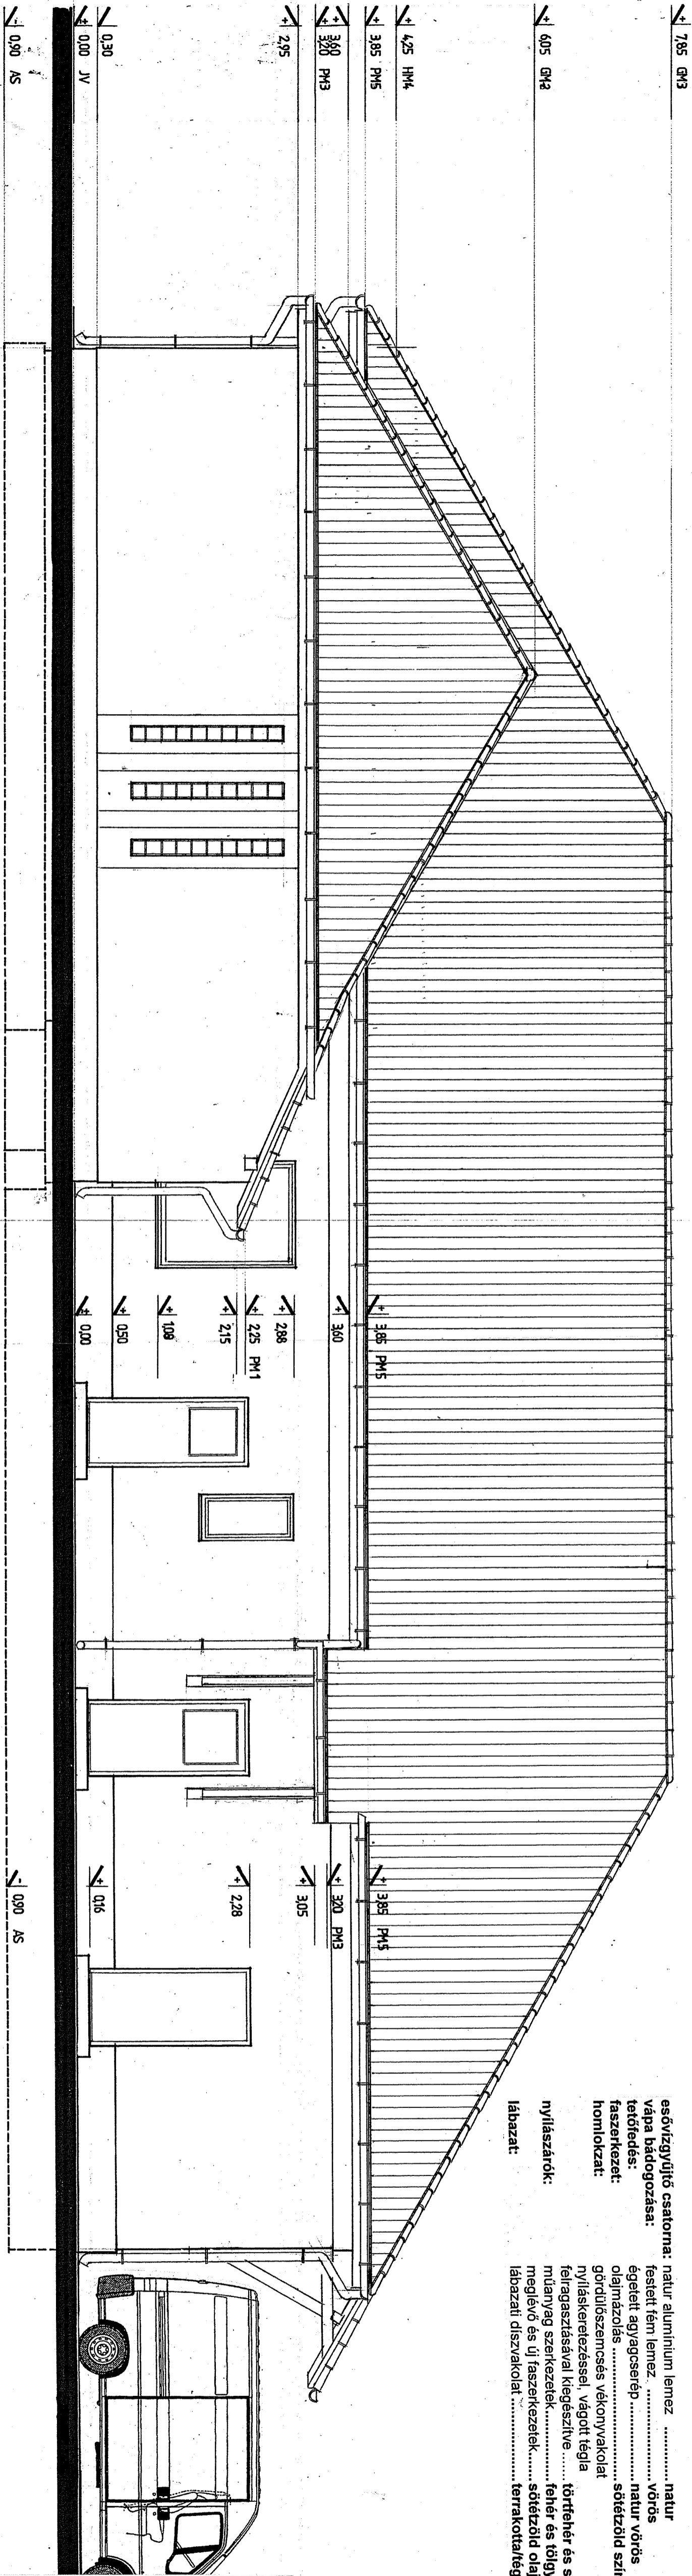 + 7,85 GM3
+ 6,05 GM2
+ 4,25 HM4
+ 3,85 PM5
+ 3,60
+ 3,20 PM3
+ 2,95
+ 0,30
+ 0,00 JV
- 0,90 AS
+ 3,85 PM5
+ 3,60
+ 2,88
+ 2,25 PM1
+ 2,15
+ 1,08
+ 0,50
+ 0,00
+ 3,85 PM5
+ 3,20 PM3
+ 3,05
+ 2,28
+ 0,16
- 0,90 AS
esővízgyűjtő csatorna: natur alumínium lemez .............. natur
vápa bádogozása: festett fém lemez .................... vörös
tetőfedés: égetett agyagcserép .............. natur vörös
faszerkezet: olajmázolás ........................... sötétzöld szín
homlokzat: gördülőszemcsés vékonyvakolat
nyíláskeretezéssel, vágott tégla
felragasztásával kiegészítve ...... törtfehér és s
nyílászárók: műanyag szerkezetek ............. fehér és tölgy
meglévő és új faszerkezetek ....... sötétzöld olaj
lábazat: lábazati díszvakolat .................. terrakotta/tég